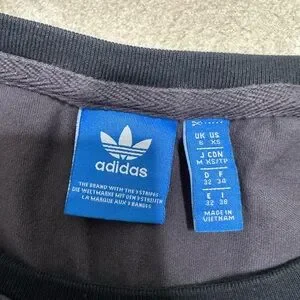 adidas
THE BRAND WITH THE 3 STRIPES
DIE WELTMARKE MIT DEN 3 STREIFEN
LA MARQUE AUX 3 BANDES
UK US
6 XS
J CDN
M XS/TP
D F
32 34
E I
32 38
MADE IN
VIETNAM